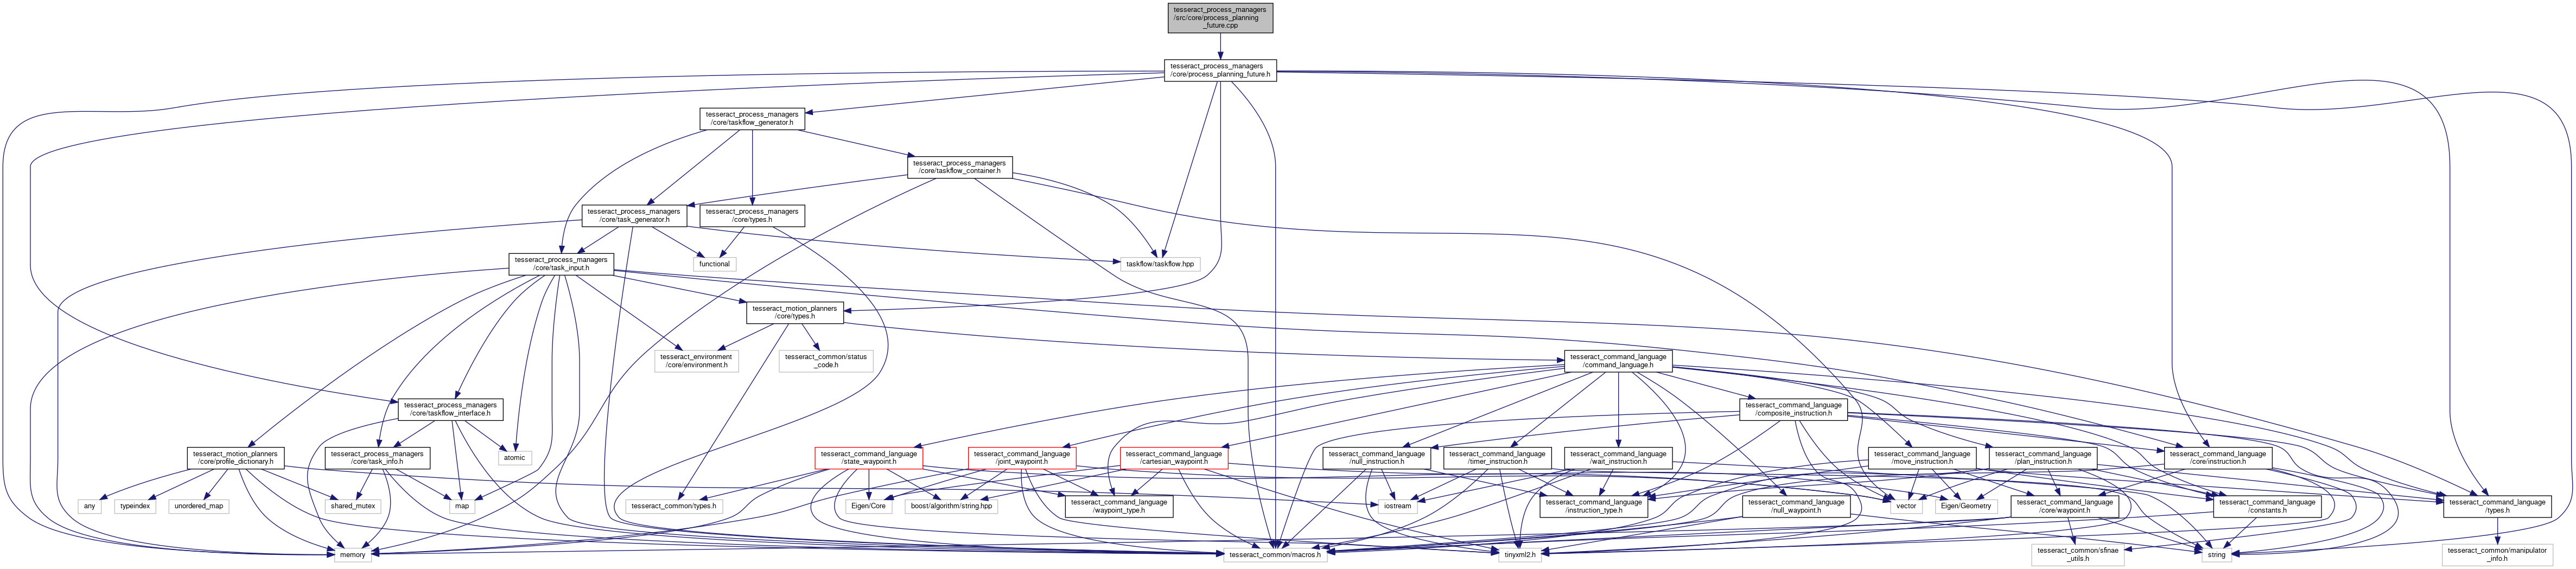 tesseract_process_managers
/src/core/process_planning
_future.cpp
tesseract_process_managers
/core/process_planning_future.h
tesseract_process_managers
/core/taskflow_generator.h
tesseract_process_managers
/core/taskflow_container.h
tesseract_process_managers
/core/task_generator.h
tesseract_process_managers
/core/types.h
tesseract_process_managers
/core/task_input.h
functional
taskflow/taskflow.hpp
tesseract_motion_planners
/core/types.h
tesseract_environment
/core/environment.h
tesseract_common/status
_code.h
tesseract_command_language
/command_language.h
tesseract_process_managers
/core/taskflow_interface.h
tesseract_command_language
/composite_instruction.h
tesseract_motion_planners
/core/profile_dictionary.h
tesseract_process_managers
/core/task_info.h
atomic
tesseract_command_language
/state_waypoint.h
tesseract_command_language
/joint_waypoint.h
tesseract_command_language
/cartesian_waypoint.h
tesseract_command_language
/null_instruction.h
tesseract_command_language
/timer_instruction.h
tesseract_command_language
/wait_instruction.h
tesseract_command_language
/move_instruction.h
tesseract_command_language
/plan_instruction.h
tesseract_command_language
/core/instruction.h
any
typeindex
unordered_map
shared_mutex
map
tesseract_common/types.h
Eigen/Core
boost/algorithm/string.hpp
tesseract_command_language
/waypoint_type.h
iostream
tesseract_command_language
/instruction_type.h
tesseract_command_language
/null_waypoint.h
vector
Eigen/Geometry
tesseract_command_language
/core/waypoint.h
tesseract_command_language
/constants.h
tesseract_command_language
/types.h
memory
tesseract_common/macros.h
tinyxml2.h
tesseract_common/sfinae
_utils.h
string
tesseract_common/manipulator
_info.h